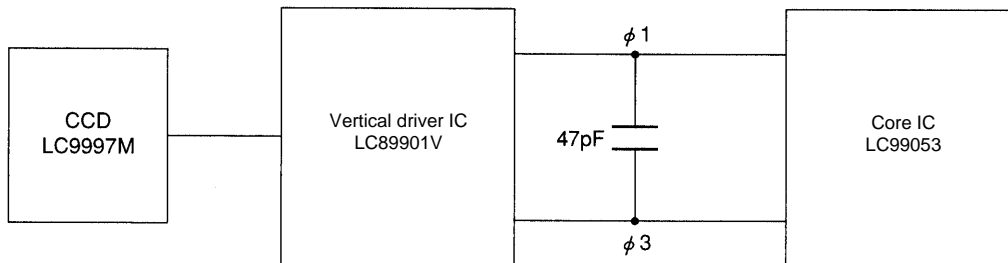 CCD
LC9997M
Vertical driver IC
LC89901V
ϕ1
47pF
ϕ3
Core IC
LC99053